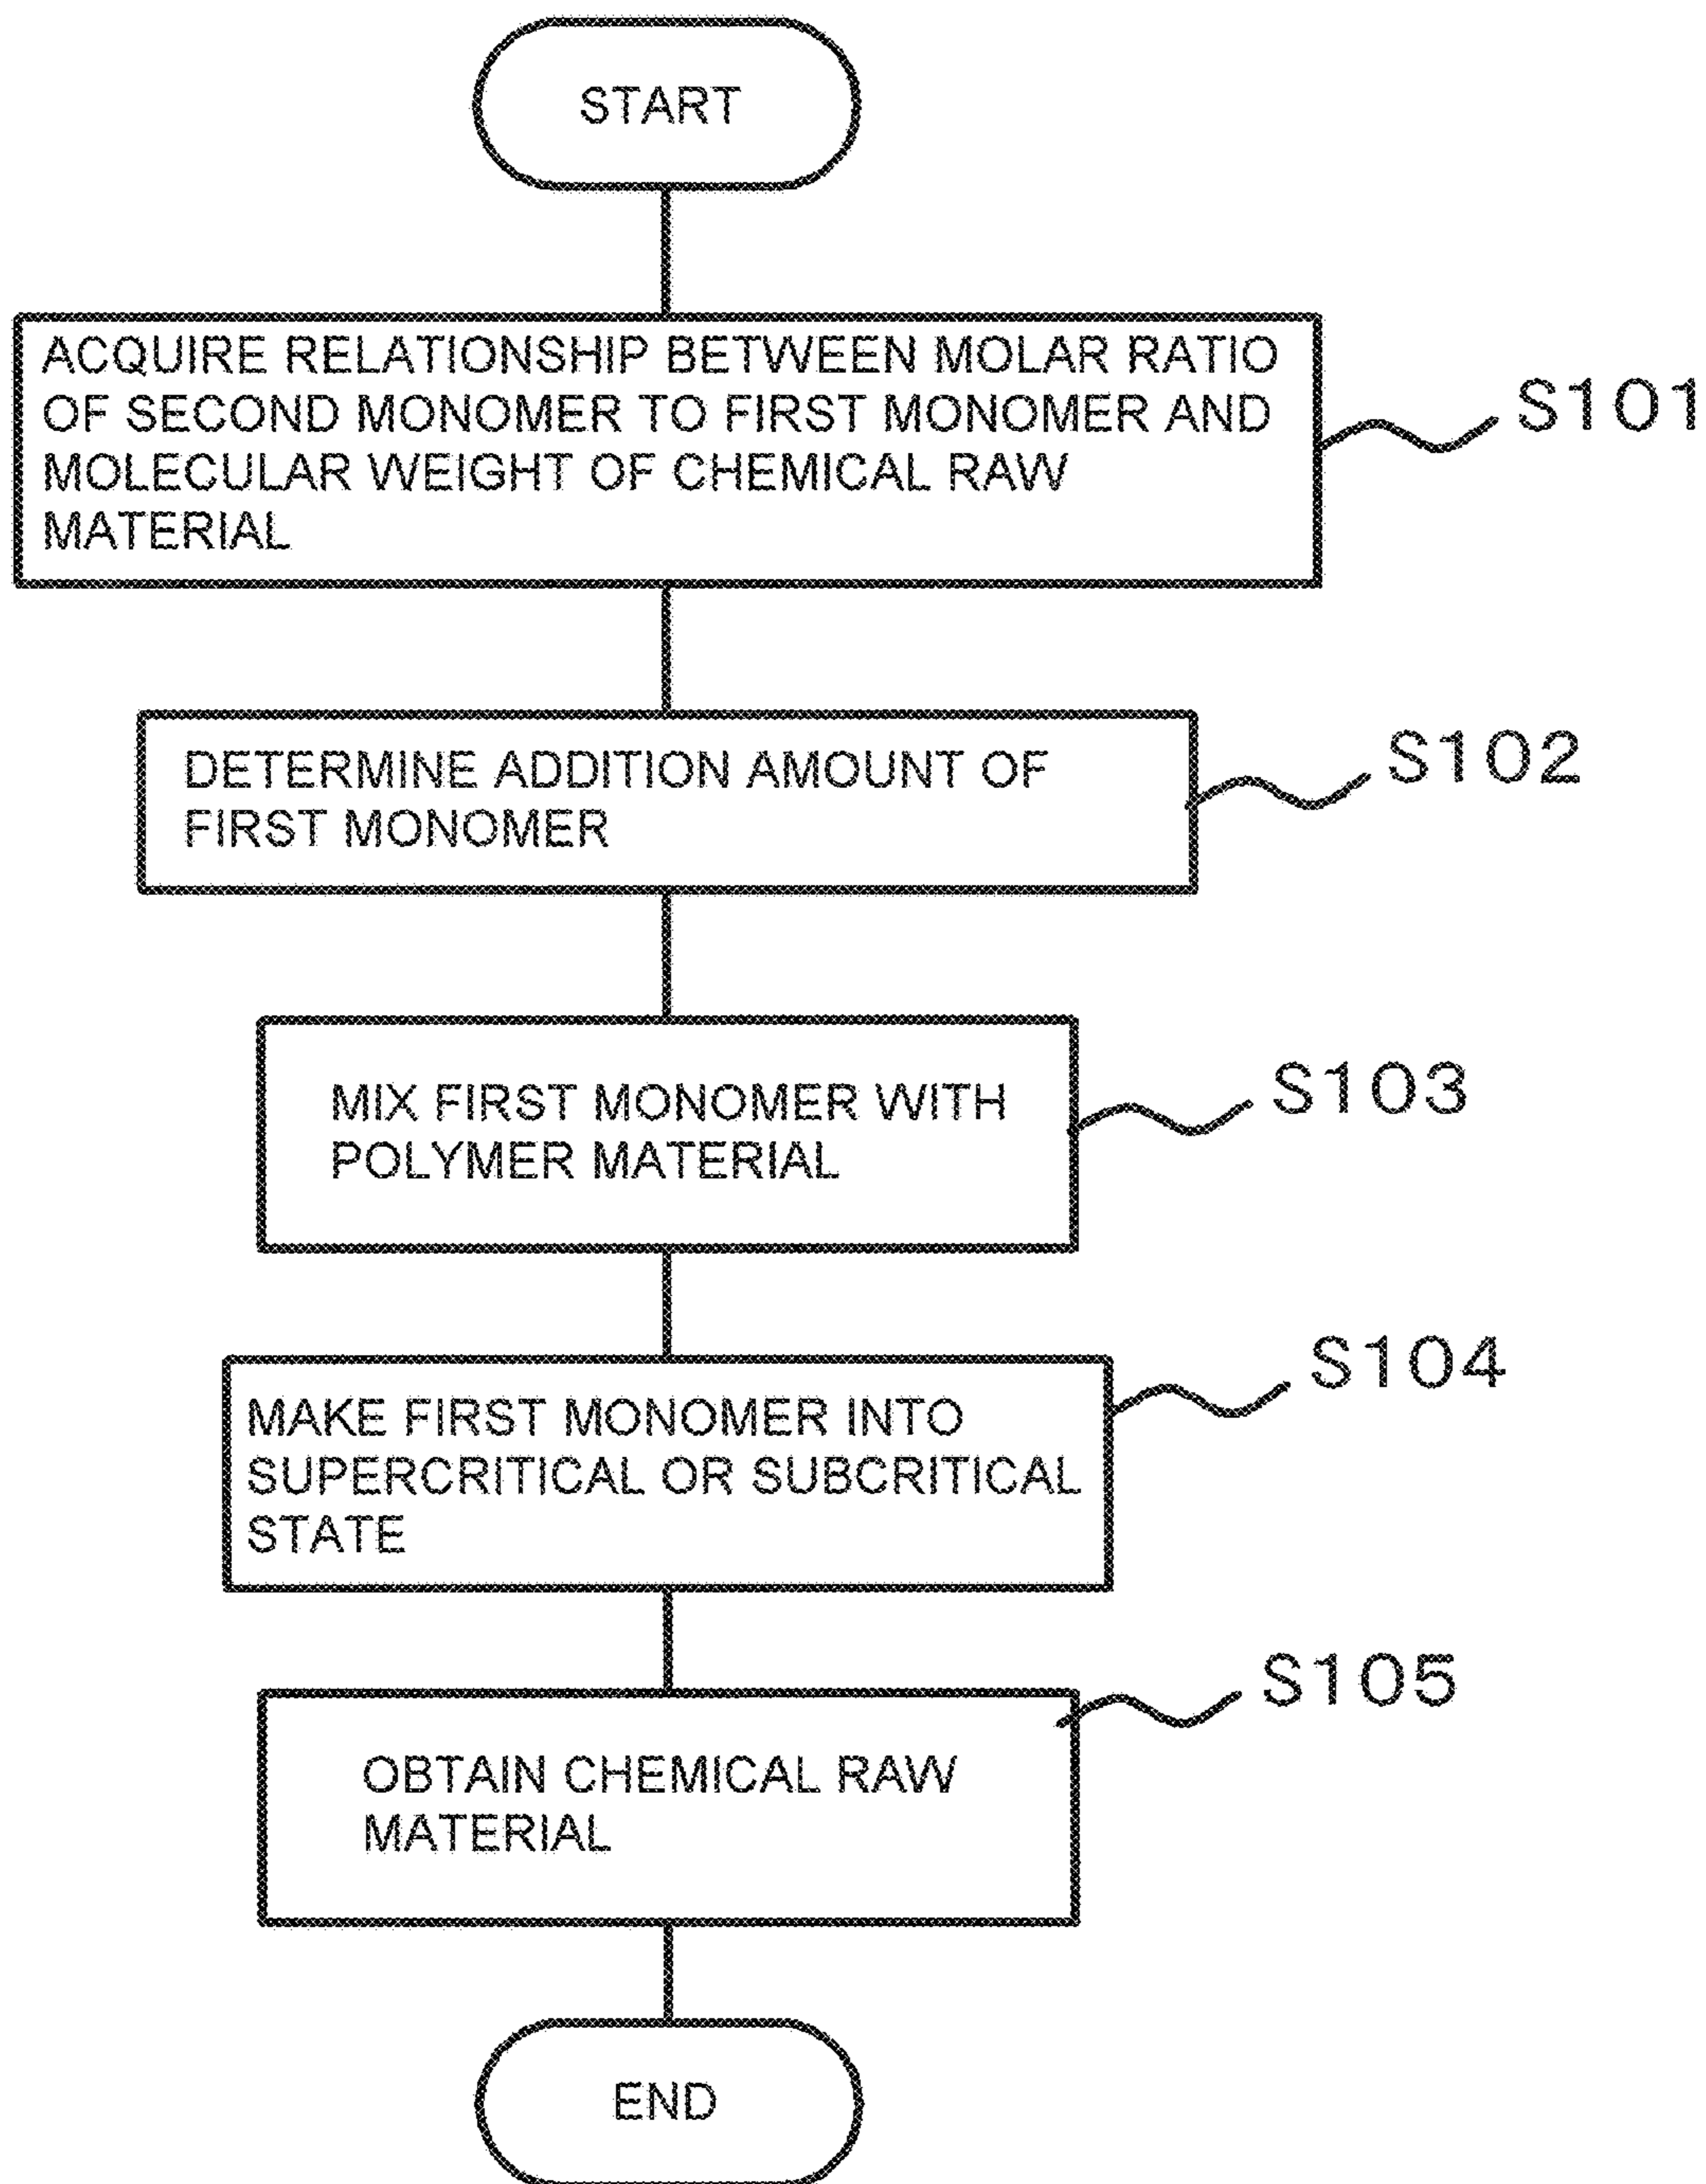 START
ACQUIRE RELATIONSHIP BETWEEN MOLAR RATIO
OF SECOND MONOMER TO FIRST MONOMER AND
MOLECULAR WEIGHT OF CHEMICAL RAW
MATERIAL
S101
DETERMINE ADDITION AMOUNT OF
FIRST MONOMER
S102
MIX FIRST MONOMER WITH
POLYMER MATERIAL
S103
MAKE FIRST MONOMER INTO
SUPERCRITICAL OR SUBCRITICAL
STATE
S104
OBTAIN CHEMICAL RAW
MATERIAL
S105
END